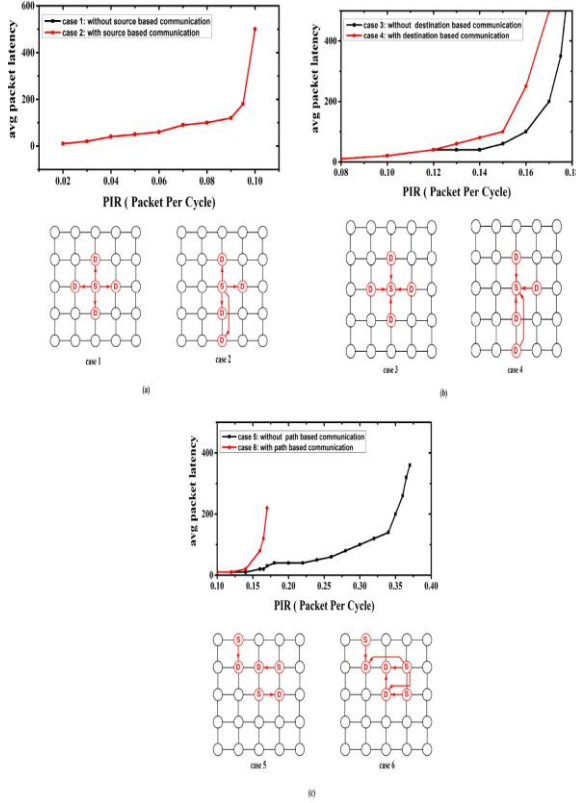 case 1: without source based communication
case 2: with source based communication
avg packet latency
600
400
200
0
0.02 0.04 0.06 0.08 0.10
PIR ( Packet Per Cycle)
case 3: without destination based communication
case 4: with destination based communication
avg packet latency
400
200
0.08 0.10 0.12 0.14 0.16
PIR ( Packet Per Cycle)
D
D S D
D
case 1
D
S D
D
D
case 2
(a)
D
D S D
D
case 3
D
S D
D
D
case 4
(b)
case 5: without path based communication
case 6: with path based communication
avg packet latency
400
200
0
0.10 0.15 0.20 0.25 0.30 0.35 0.40
PIR ( Packet Per Cycle)
S
D D S
S D
case 5
S
D D S
D S
case 6
(c)